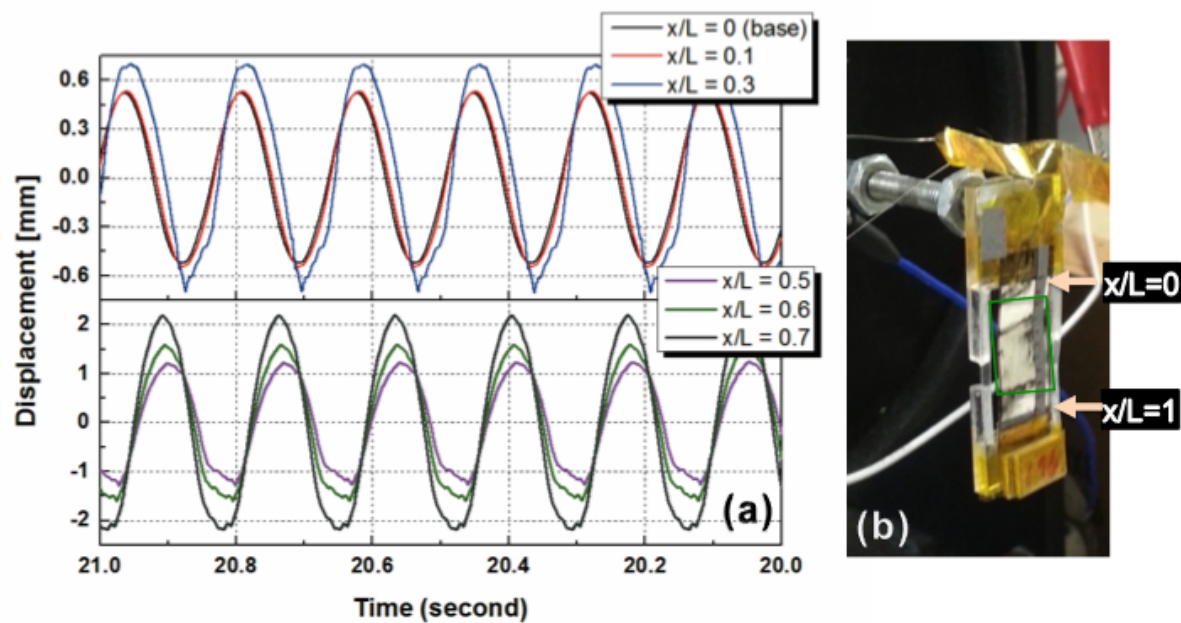 x/L = 0 (base)
x/L = 0.1
x/L = 0.3
0.6
0.3
0.0
-0.3
-0.6
Displacement [mm]
x/L = 0.5
x/L = 0.6
x/L = 0.7
2
1
0
-1
-2
(a)
21.0 20.8 20.6 20.4 20.2 20.0
Time (second)
x/L=0
x/L=1
(b)